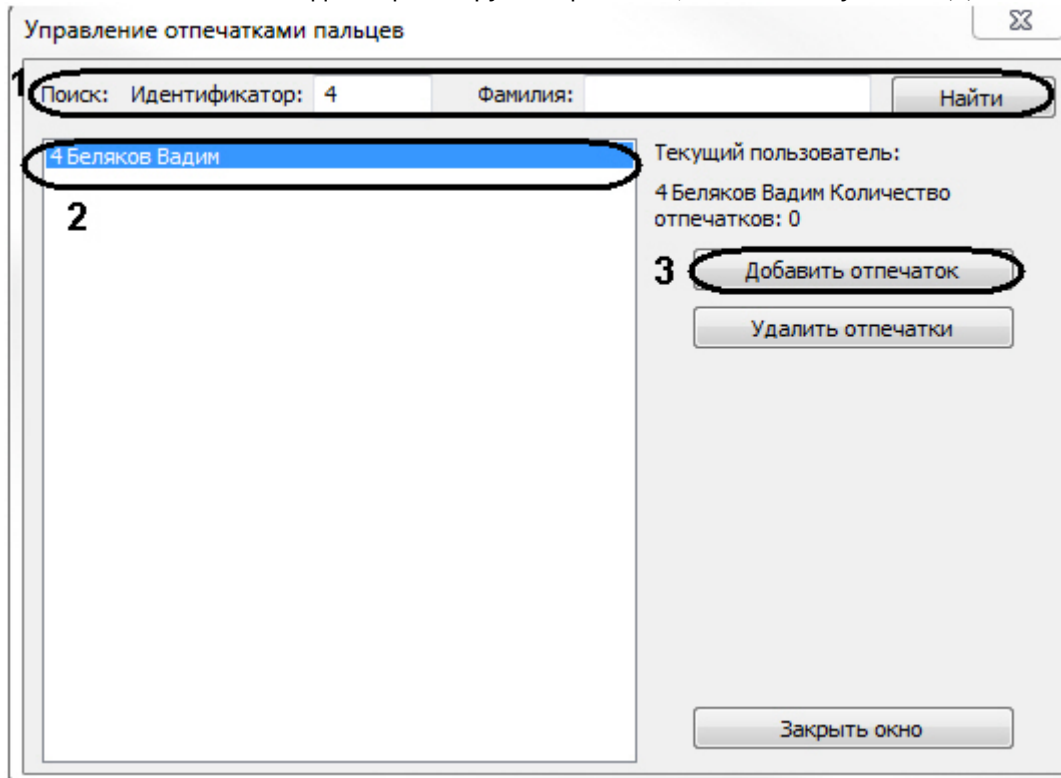 Управление отпечатками пальцев
1 Поиск: Идентификатор: 4 Фамилия: Найти
4 Беляков Вадим
2
Текущий пользователь:
4 Беляков Вадим Количество
отпечатков: 0
3 Добавить отпечаток
Удалить отпечатки
Закрыть окно